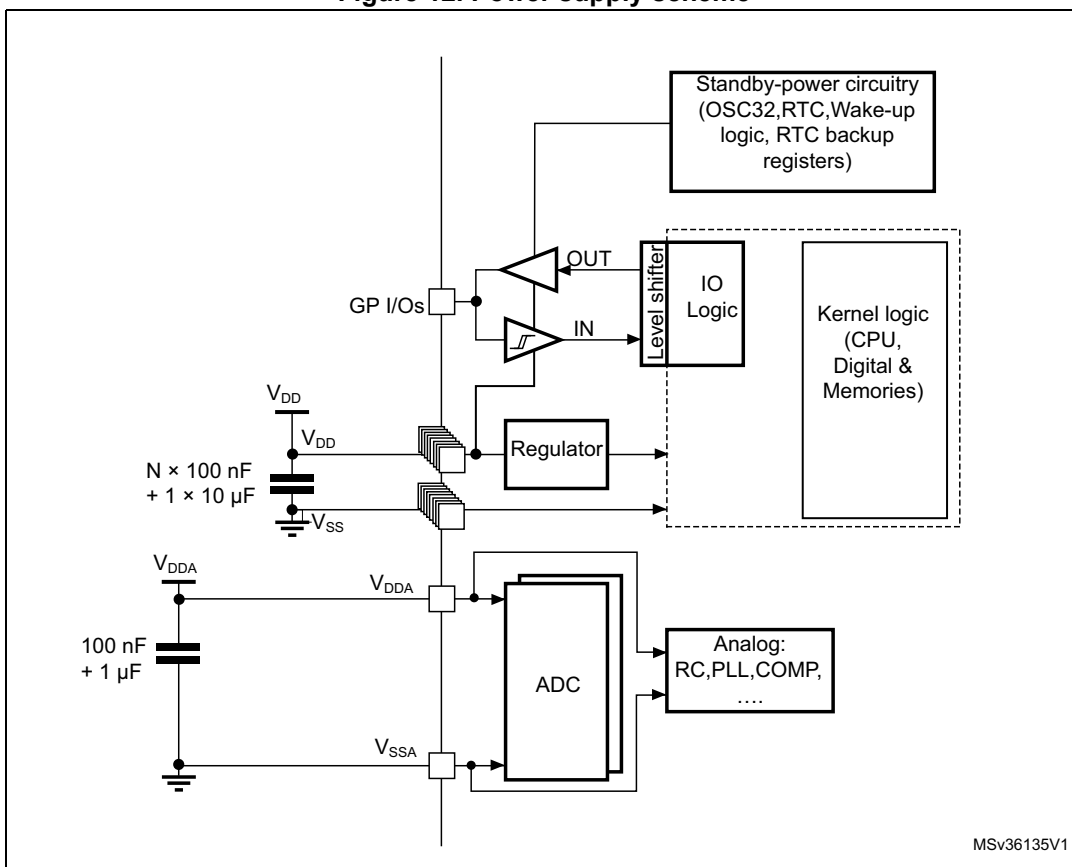 Figure 12. Power supply scheme
Standby-power circuitry
(OSC32,RTC,Wake-up
logic, RTC backup
registers)
OUT
GP I/Os
IN
Level shifter
IO
Logic
Kernel logic
(CPU,
Digital &
Memories)
VDD
VDD
Regulator
N × 100 nF
+ 1 × 10 µF
VSS
VDDA
VDDA
100 nF
+ 1 µF
ADC
Analog:
RC,PLL,COMP,
....
VSSA
MSv36135V1